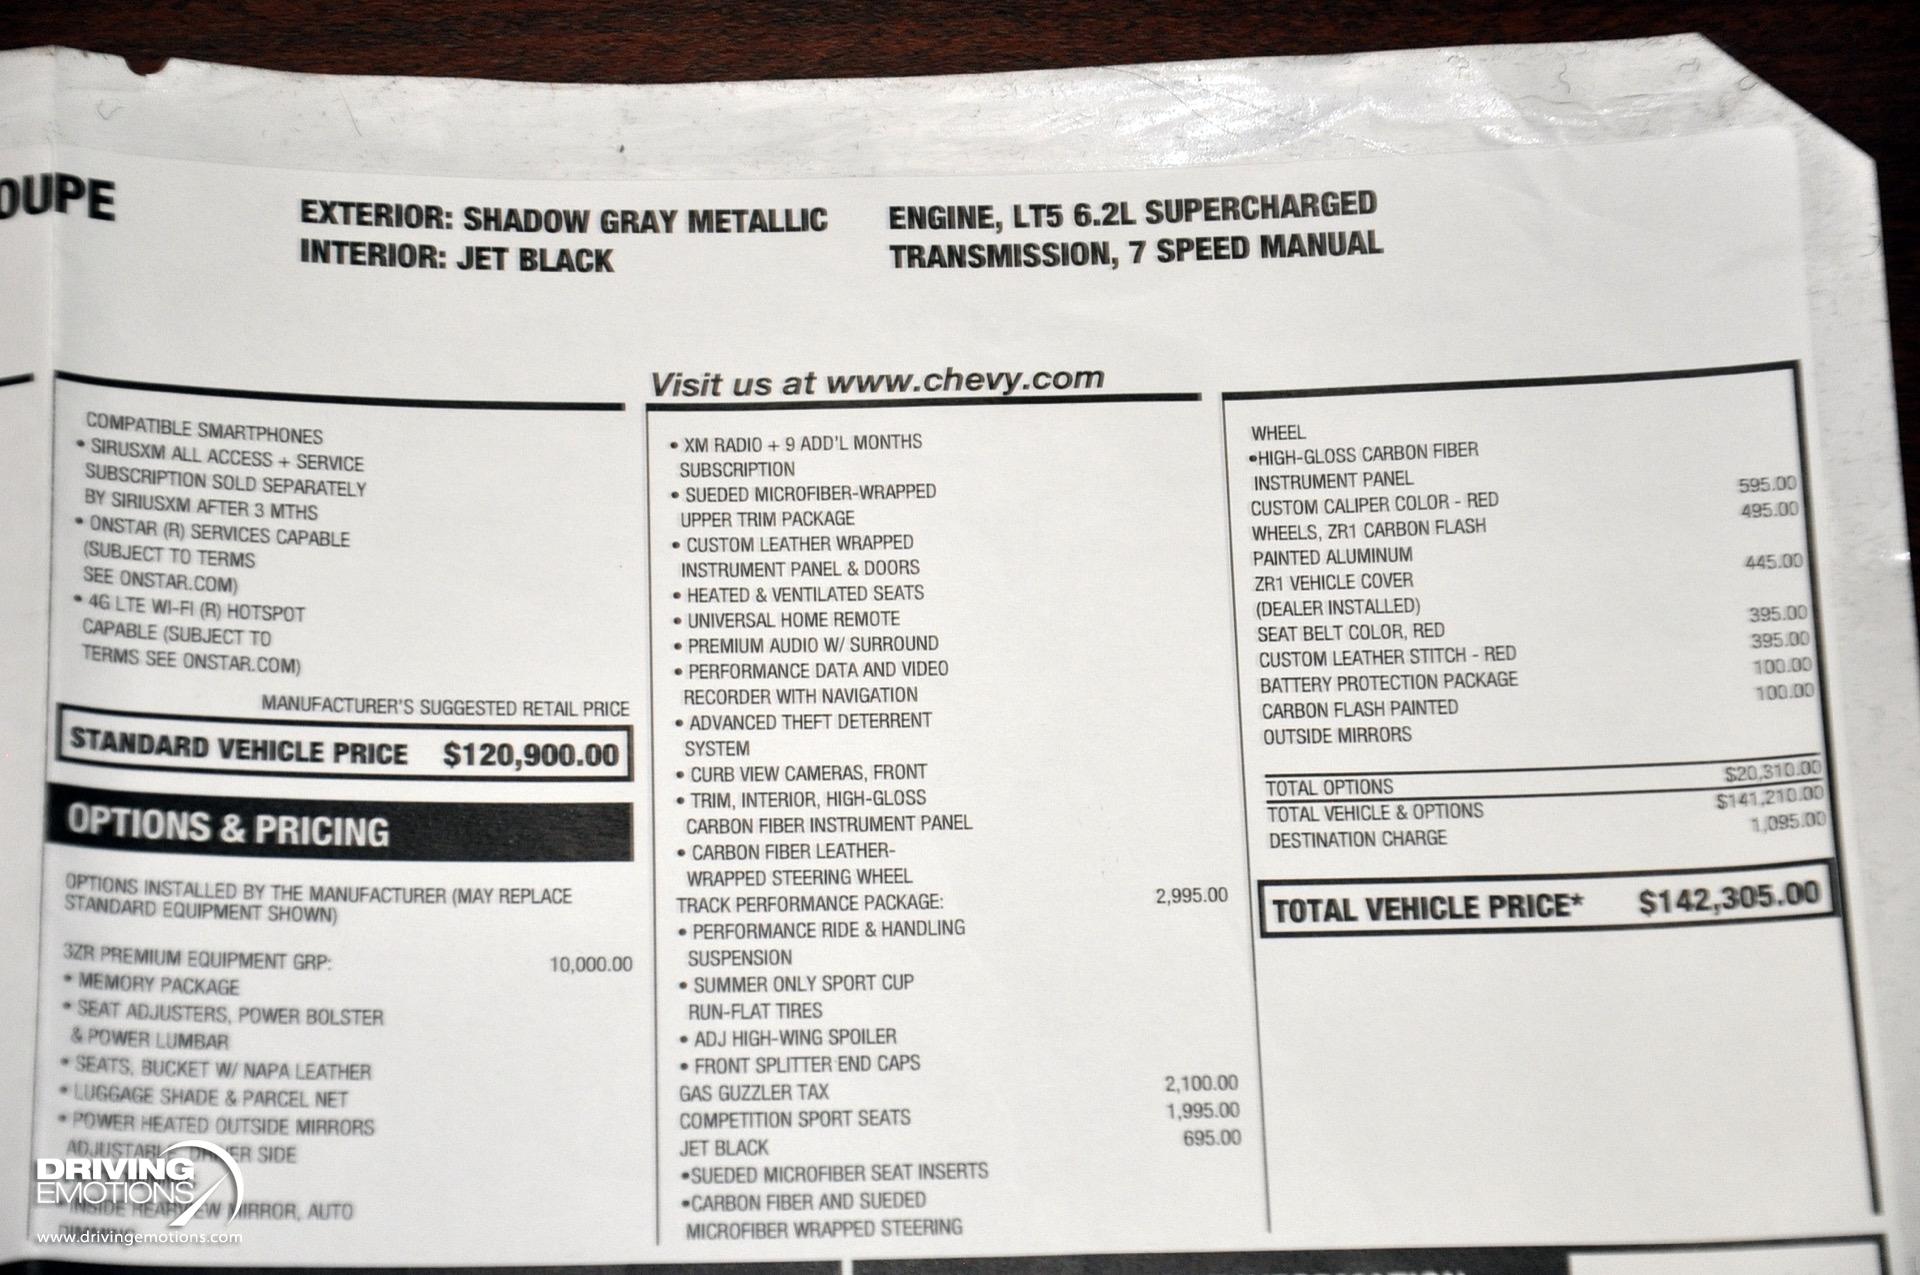 OUPE
EXTERIOR: SHADOW GRAY METALLIC
INTERIOR: JET BLACK
ENGINE, LT5 6.2L SUPERCHARGED
TRANSMISSION, 7 SPEED MANUAL
Visit us at www.chevy.com
COMPATIBLE SMARTPHONES
• SIRUSXM ALL ACCESS + SERVICE
SUBSCRIPTION SOLD SEPARATELY
BY SIRIUSXM AFTER 3 MTHS
• ONSTAR (R) SERVICES CAPABLE
(SUBJECT TO TERMS
SEE ONSTAR.COM)
• 4G LTE WI-FI (R) HOTSPOT
CAPABLE (SUBJECT TO
TERMS SEE ONSTAR.COM)
MANUFACTURER'S SUGGESTED RETAIL PRICE
STANDARD VEHICLE PRICE $120,900.00
OPTIONS & PRICING
OPTIONS INSTALLED BY THE MANUFACTURER (MAY REPLACE
STANDARD EQUIPMENT SHOWN)
3ZR PREMIUM EQUIPMENT GRP: 10,000.00
• MEMORY PACKAGE
• SEAT ADJUSTERS, POWER BOLSTER
& POWER LUMBAR
• SEATS, BUCKET W/ NAPA LEATHER
• LUGGAGE SHADE & PARCEL NET
• POWER HEATED OUTSIDE MIRRORS
SIDE
• INSIDE REARVIEW MIRROR, AUTO
• XM RADIO + 9 ADD'L MONTHS
SUBSCRIPTION
• SUEDED MICROFIBER-WRAPPED
UPPER TRIM PACKAGE
• CUSTOM LEATHER WRAPPED
INSTRUMENT PANEL & DOORS
• HEATED & VENTILATED SEATS
• UNIVERSAL HOME REMOTE
• PREMIUM AUDIO W/ SURROUND
• PERFORMANCE DATA AND VIDEO
RECORDER WITH NAVIGATION
• ADVANCED THEFT DETERRENT
SYSTEM
• CURB VIEW CAMERAS, FRONT
• TRIM, INTERIOR, HIGH-GLOSS
CARBON FIBER INSTRUMENT PANEL
• CARBON FIBER LEATHER-
WRAPPED STEERING WHEEL
TRACK PERFORMANCE PACKAGE: 2,995.00
• PERFORMANCE RIDE & HANDLING
SUSPENSION
• SUMMER ONLY SPORT CUP
RUN-FLAT TIRES
• ADJ HIGH-WING SPOILER
• FRONT SPLITTER END CAPS
GAS GUZZLER TAX 2,100.00
COMPETITION SPORT SEATS 1,995.00
JET BLACK 695.00
•SUEDED MICROFIBER SEAT INSERTS
•CARBON FIBER AND SUEDED
MICROFIBER WRAPPED STEERING
WHEEL
•HIGH-GLOSS CARBON FIBER
INSTRUMENT PANEL 595.00
CUSTOM CALIPER COLOR - RED 495.00
WHEELS, ZR1 CARBON FLASH
PAINTED ALUMINUM 445.00
ZR1 VEHICLE COVER
(DEALER INSTALLED) 395.00
SEAT BELT COLOR, RED 395.00
CUSTOM LEATHER STITCH - RED 100.00
BATTERY PROTECTION PACKAGE 100.00
CARBON FLASH PAINTED
OUTSIDE MIRRORS
TOTAL OPTIONS $20,310.00
TOTAL VEHICLE & OPTIONS $141,210.00
DESTINATION CHARGE 1,095.00
TOTAL VEHICLE PRICE* $142,305.00
DRIVING
EMOTIONS
www.drivingemotions.com